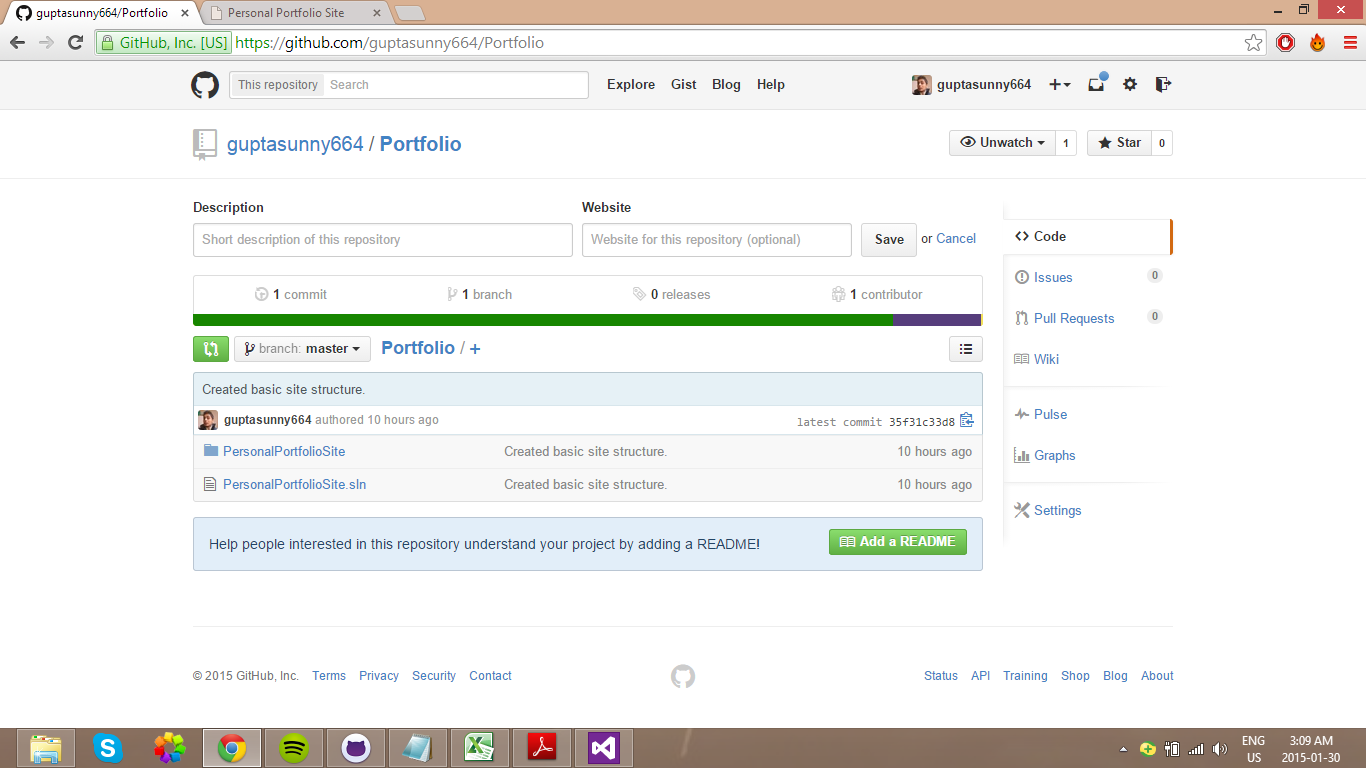 guptasunny664/Portfolio
Personal Portfolio Site
GitHub, Inc. [US] https://github.com/guptasunny664/Portfolio
This repository Search Explore Gist Blog Help guptasunny664
guptasunny664 / Portfolio Unwatch 1 Star 0
Description Website
Short description of this repository Website for this repository (optional) Save or Cancel
1 commit 1 branch 0 releases 1 contributor
branch: master Portfolio / +
Created basic site structure.
guptasunny664 authored 10 hours ago latest commit 35f31c33d8
PersonalPortfolioSite Created basic site structure. 10 hours ago
PersonalPortfolioSite.sln Created basic site structure. 10 hours ago
Help people interested in this repository understand your project by adding a README! Add a README
Code
Issues 0
Pull Requests 0
Wiki
Pulse
Graphs
Settings
© 2015 GitHub, Inc. Terms Privacy Security Contact Status API Training Shop Blog About
ENG 3:09 AM
US 2015-01-30